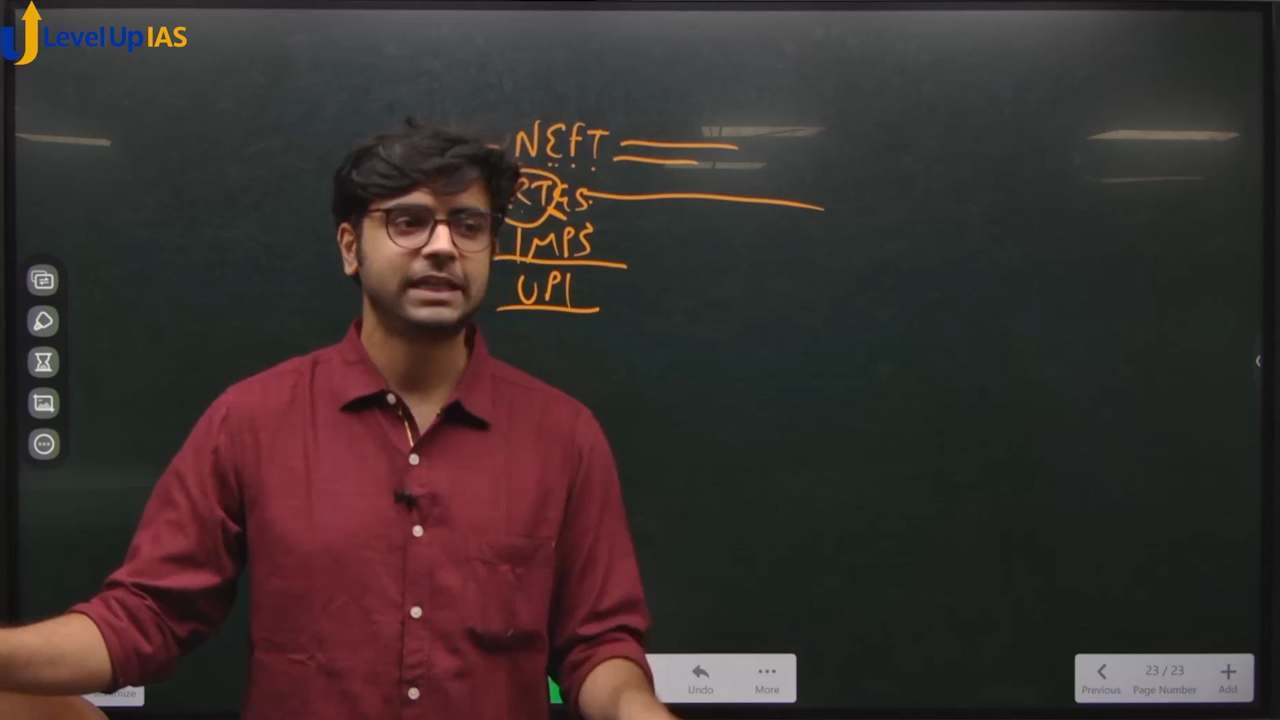 Level Up IAS
NEFT
RTGS
IMPS
UPI
Undo
More
Previous
23 / 23
Page Number
Add